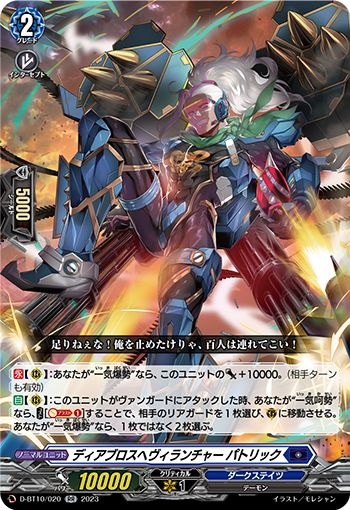 2
グレード
インターセプト
シールド
5000
足りねぇな!俺を止めたけりゃ、百人は連れてこい!
永【R】:あなたが“一気爆勢”なら、このユニットの+10000。(相手ターン
も有効)
自【R】:このユニットがヴァンガードにアタックした時、あなたが“一気呵勢”
なら、【ブラスト1】することで、相手のリアガードを1枚選び、に移動させる。
あなたが“一気爆勢”なら、1枚ではなく2枚選ぶ。
ノーマルユニット ディアブロスヘヴィランチャー パトリック
パワー 10000 クリティカル 1 ダークステイツ
デーモン
D-BT10/020 RR 2023 イラスト/モレシャン